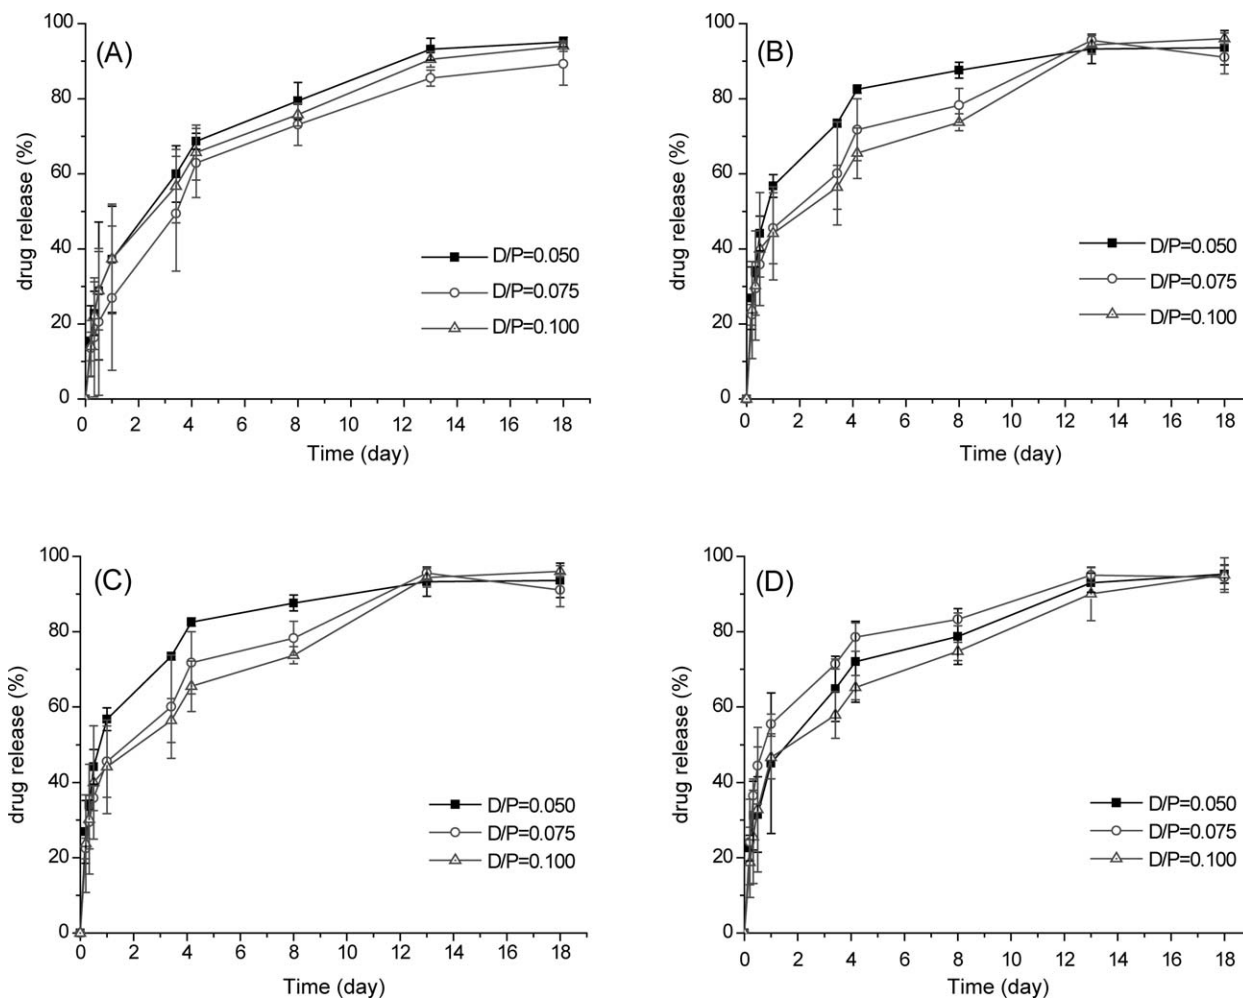 (A)
100
80
60
40
20
0
drug release (%)
D/P=0.050
D/P=0.075
D/P=0.100
0 2 4 6 8 10 12 14 16 18
Time (day)
(B)
100
80
60
40
20
0
drug release (%)
D/P=0.050
D/P=0.075
D/P=0.100
0 2 4 6 8 10 12 14 16 18
Time (day)
(C)
100
80
60
40
20
0
drug release (%)
D/P=0.050
D/P=0.075
D/P=0.100
0 2 4 6 8 10 12 14 16 18
Time (day)
(D)
100
80
60
40
20
0
drug release (%)
D/P=0.050
D/P=0.075
D/P=0.100
0 2 4 6 8 10 12 14 16 18
Time (day)